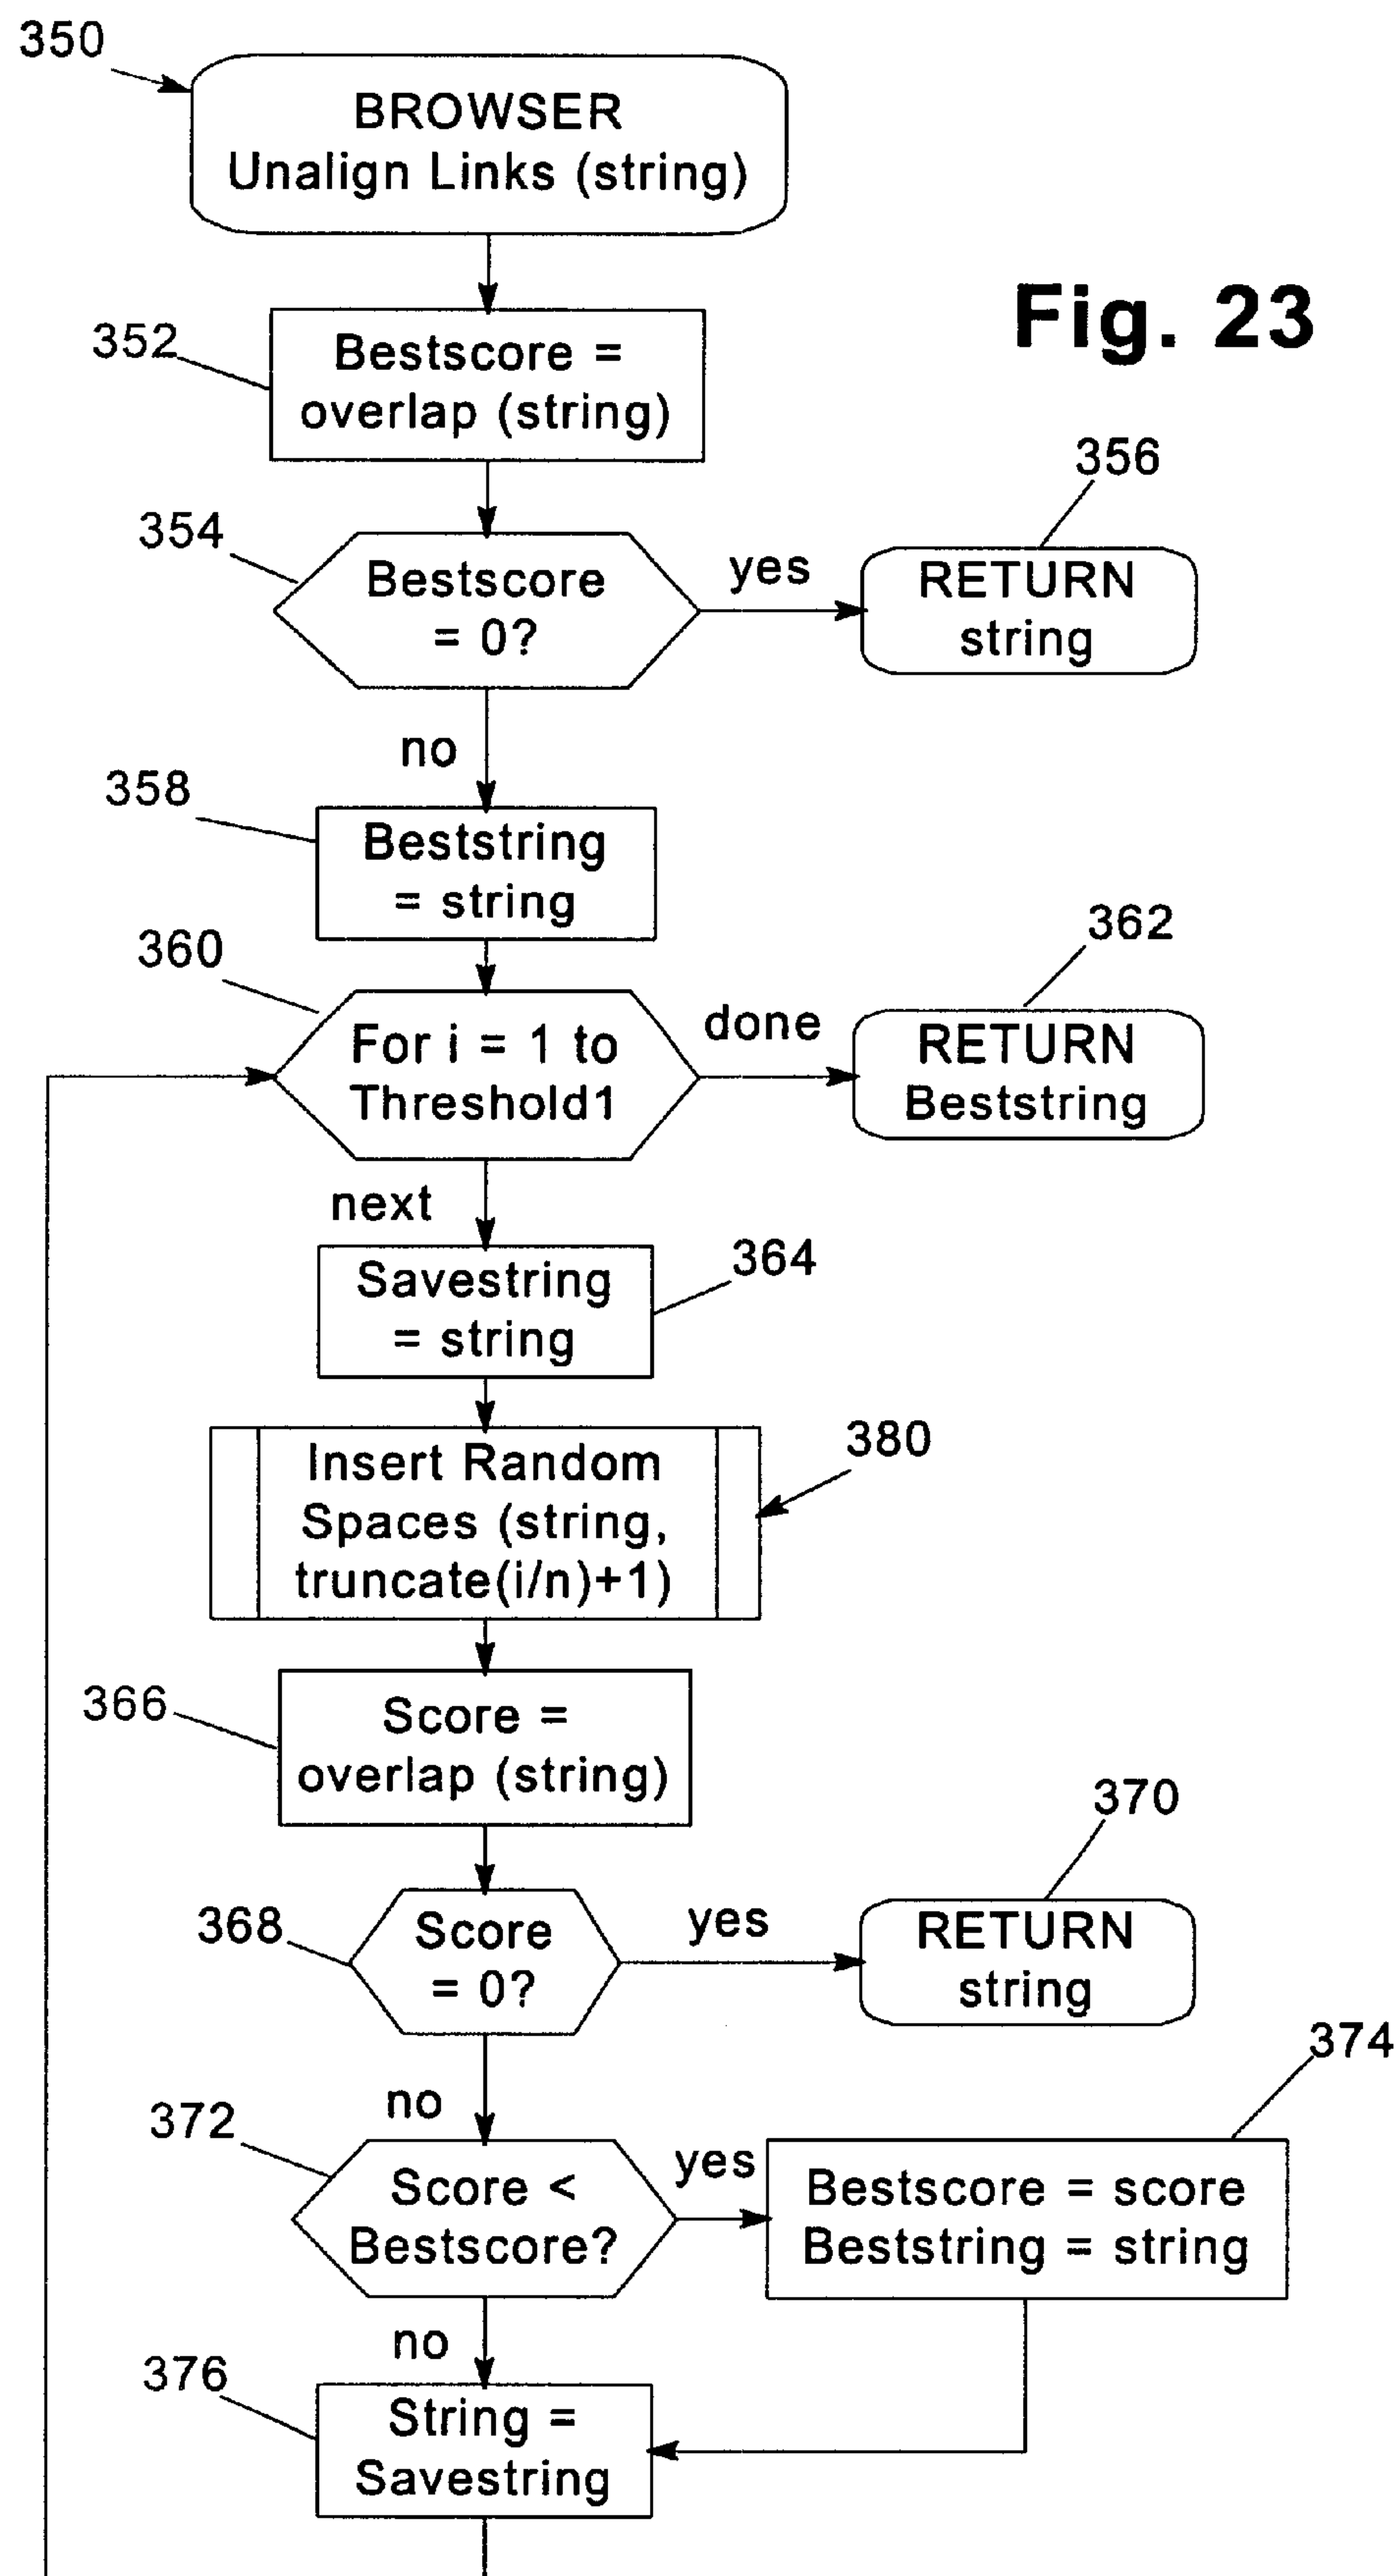 350
BROWSER
Unalign Links (string)
Fig. 23
352
Bestscore =
overlap (string)
356
354
Bestscore
= 0?
yes
RETURN
string
no
358
Beststring
= string
360
362
For i = 1 to
Threshold1
done
RETURN
Beststring
next
364
Savestring
= string
380
Insert Random
Spaces (string,
truncate(i/n)+1)
366
Score =
overlap (string)
370
368
Score
= 0?
yes
RETURN
string
374
no
372
Score <
Bestscore?
yes
Bestscore = score
Beststring = string
no
376
String =
Savestring